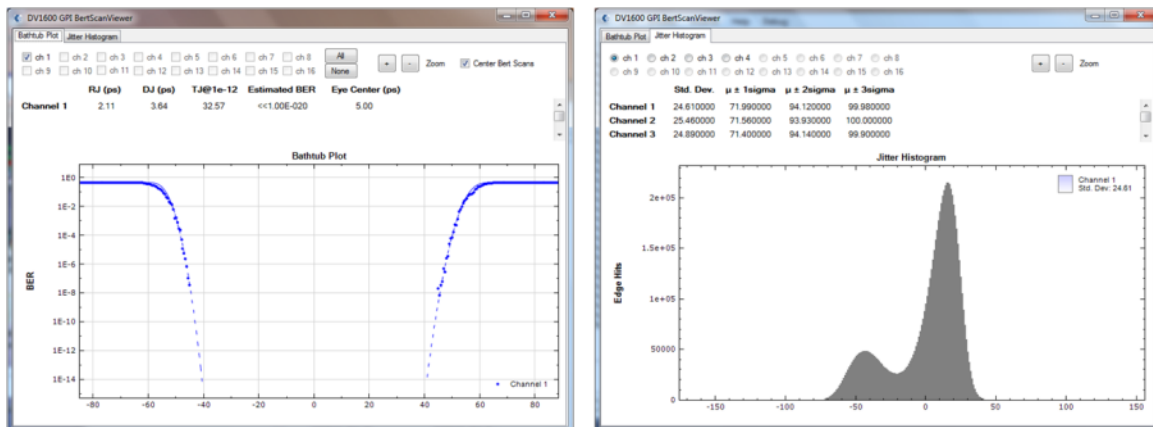 DV1600 GPI BertScanViewer
Bathtub Plot Jitter Histogram
ch 1 ch 2 ch 3 ch 4 ch 5 ch 6 ch 7 ch 8 All
ch 9 ch 10 ch 11 ch 12 ch 13 ch 14 ch 15 ch 16 None
+ - Zoom Center Bert Scans
RJ (ps) DJ (ps) TJ@1e-12 Estimated BER Eye Center (ps)
Channel 1 2.11 3.64 32.57 <<1.00E-020 5.00
Bathtub Plot
BER
1E0
1E-2
1E-4
1E-6
1E-8
1E-10
1E-12
1E-14
-80 -60 -40 -20 0 20 40 60 80
Channel 1
DV1600 GPI BertScanViewer
Help Debug
Bathtub Plot Jitter Histogram
ch 1 ch 2 ch 3 ch 4 ch 5 ch 6 ch 7 ch 8
ch 9 ch 10 ch 11 ch 12 ch 13 ch 14 ch 15 ch 16
+ - Zoom
Std. Dev. μ ± 1sigma μ ± 2sigma μ ± 3sigma
Channel 1 24.610000 71.990000 94.120000 99.980000
Channel 2 25.460000 71.560000 93.930000 100.000000
Channel 3 24.890000 71.400000 94.140000 99.900000
Jitter Histogram
Channel 1
Std. Dev: 24.61
Edge Hits
2e+05
1.5e+05
1e+05
50000
0
-150 -100 -50 0 50 100 150